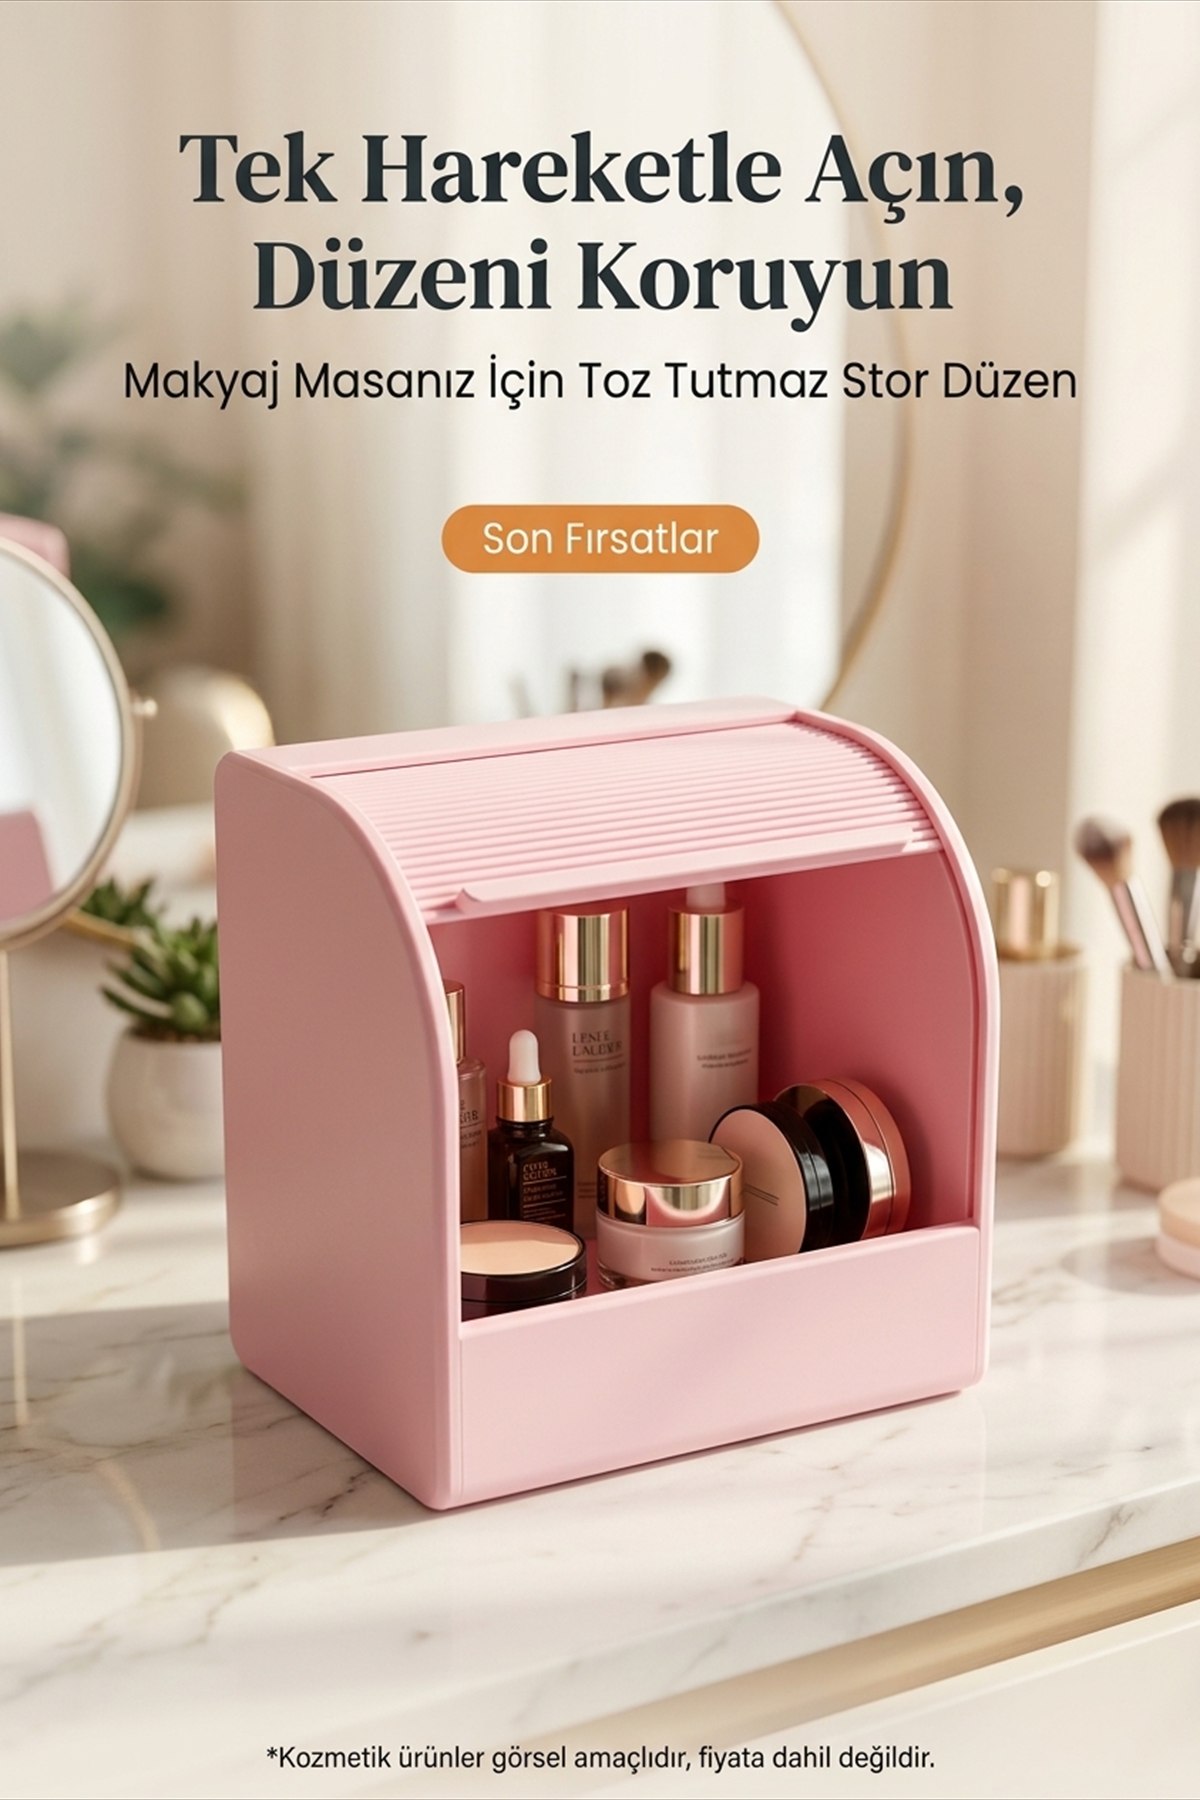 Tek Hareketle Açın,
Düzeni Koruyun
Makyaj Masanız İçin Toz Tutmaz Stor Düzen
Son Fırsatlar
*Kozmetik ürünler görsel amaçlıdır, fiyata dahil değildir.